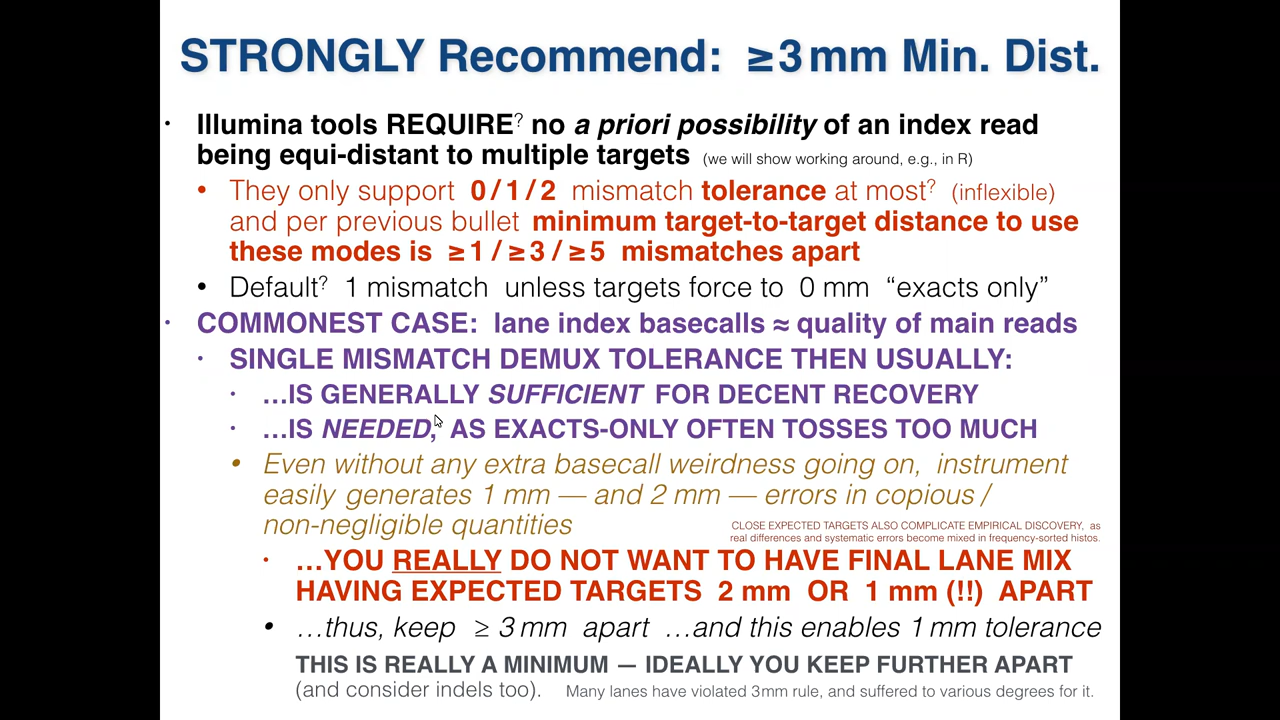 STRONGLY Recommend: ≥3mm Min. Dist.
• Illumina tools REQUIRE? no a priori possibility of an index read
being equi-distant to multiple targets (we will show working around, e.g., in R)
• They only support 0/1/2 mismatch tolerance at most? (inflexible)
and per previous bullet minimum target-to-target distance to use
these modes is ≥1/≥3/≥5 mismatches apart
• Default? 1 mismatch unless targets force to 0 mm “exacts only”
• COMMONEST CASE: lane index basecalls ≈ quality of main reads
• SINGLE MISMATCH DEMUX TOLERANCE THEN USUALLY:
• …IS GENERALLY SUFFICIENT FOR DECENT RECOVERY
• …IS NEEDED, AS EXACTS-ONLY OFTEN TOSSES TOO MUCH
• Even without any extra basecall weirdness going on, instrument
easily generates 1 mm — and 2 mm — errors in copious /
non-negligible quantities
CLOSE EXPECTED TARGETS ALSO COMPLICATE EMPIRICAL DISCOVERY, as
real differences and systematic errors become mixed in frequency-sorted histos.
• …YOU REALLY DO NOT WANT TO HAVE FINAL LANE MIX
HAVING EXPECTED TARGETS 2 mm OR 1 mm (!!) APART
• …thus, keep ≥ 3mm apart …and this enables 1mm tolerance
THIS IS REALLY A MINIMUM — IDEALLY YOU KEEP FURTHER APART
(and consider indels too). Many lanes have violated 3mm rule, and suffered to various degrees for it.